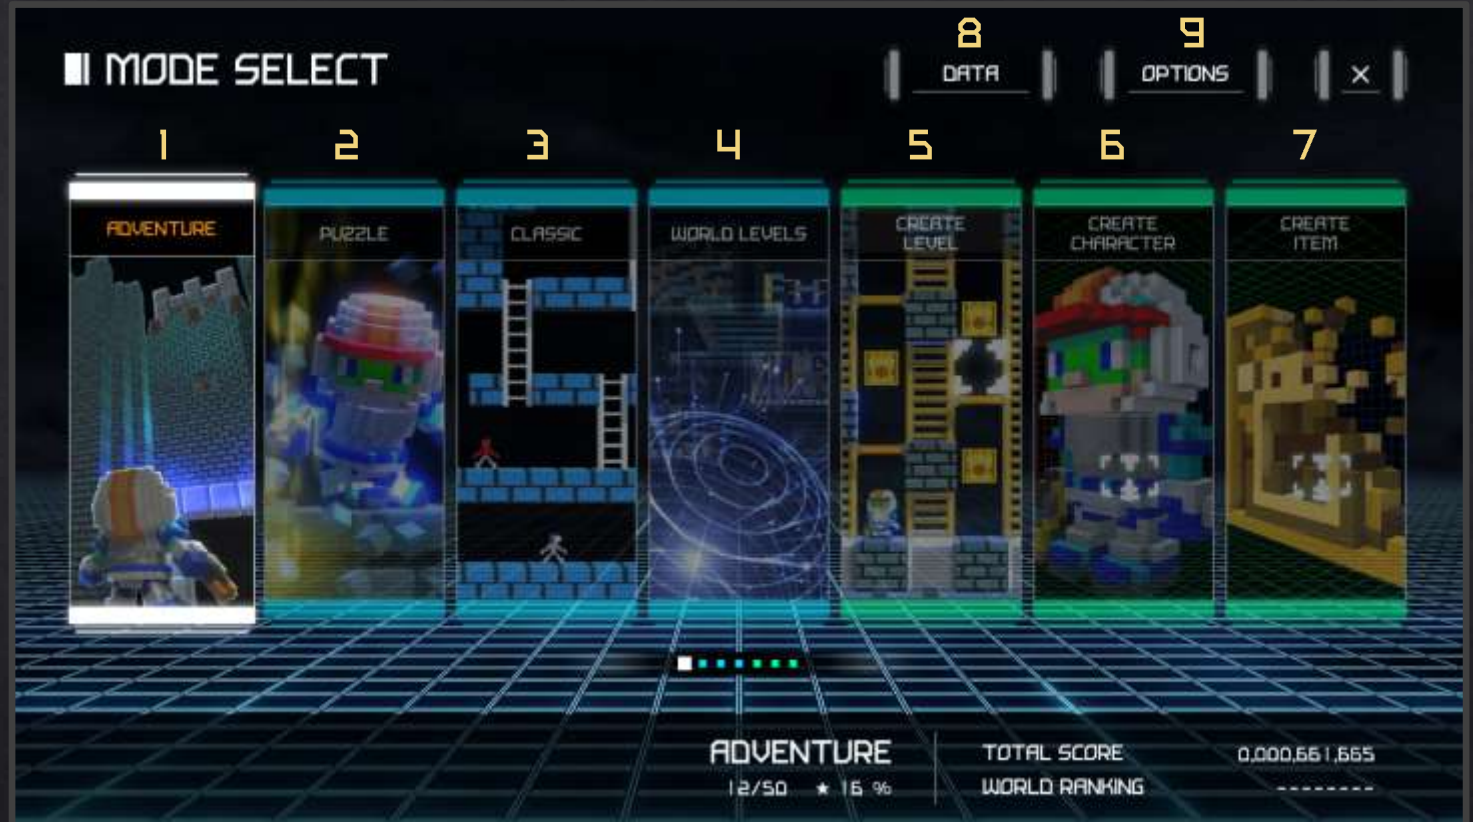 8 9
MODE SELECT
DATA OPTIONS ×
1 2 3 4 5 6 7
ADVENTURE PUZZLE CLASSIC WORLD LEVELS CREATE LEVEL CREATE CHARACTER CREATE ITEM
ADVENTURE
12/50 ★ 16 %
TOTAL SCORE 0,000,661,665
WORLD RANKING --------